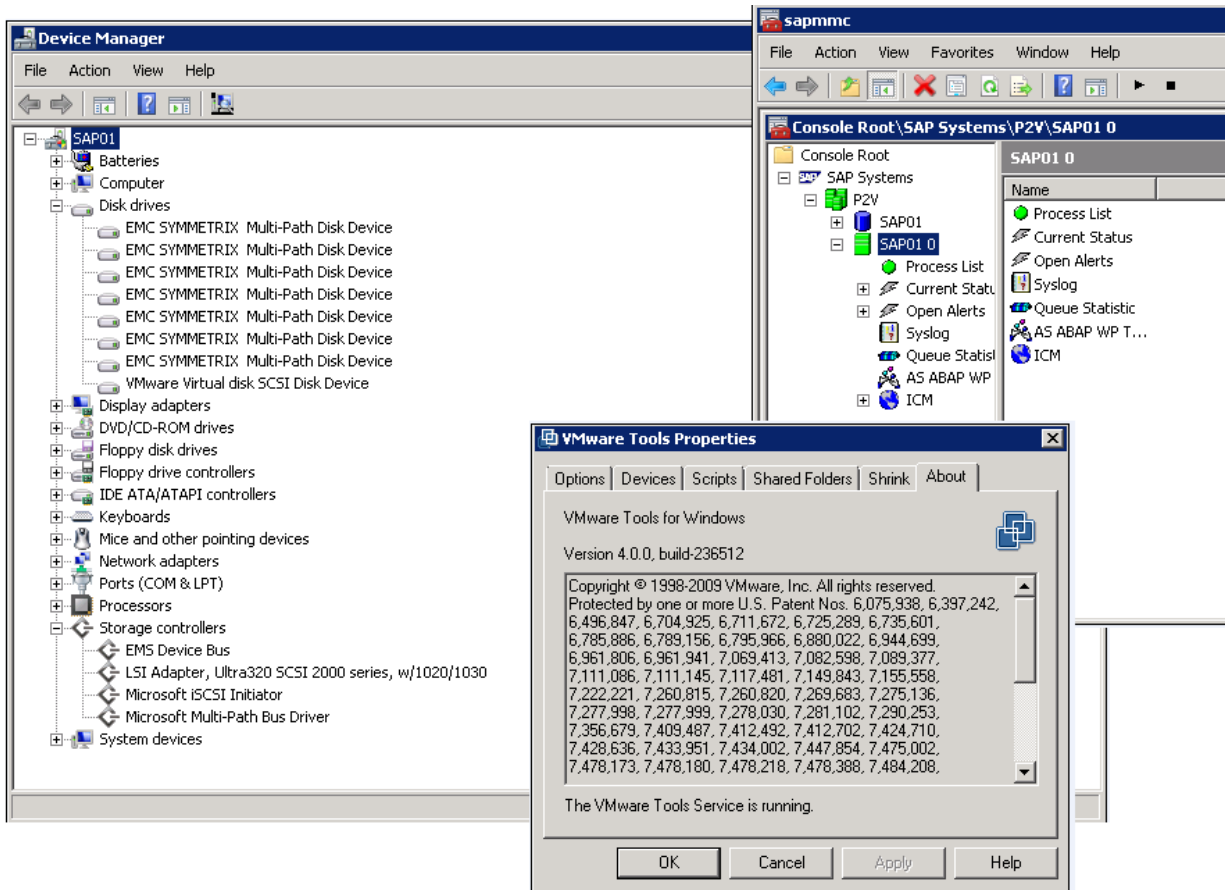 Device Manager
File Action View Help
SAP01
Batteries
Computer
Disk drives
EMC SYMMETRIX Multi-Path Disk Device
EMC SYMMETRIX Multi-Path Disk Device
EMC SYMMETRIX Multi-Path Disk Device
EMC SYMMETRIX Multi-Path Disk Device
EMC SYMMETRIX Multi-Path Disk Device
EMC SYMMETRIX Multi-Path Disk Device
EMC SYMMETRIX Multi-Path Disk Device
VMware Virtual disk SCSI Disk Device
Display adapters
DVD/CD-ROM drives
Floppy disk drives
Floppy drive controllers
IDE ATA/ATAPI controllers
Keyboards
Mice and other pointing devices
Network adapters
Ports (COM & LPT)
Processors
Storage controllers
EMS Device Bus
LSI Adapter, Ultra320 SCSI 2000 series, w/1020/1030
Microsoft iSCSI Initiator
Microsoft Multi-Path Bus Driver
System devices
sapmmc
File Action View Favorites Window Help
Console Root\SAP Systems\P2V\SAP01 0
Console Root
SAP Systems
P2V
SAP01
SAP01 0
Process List
Current Statu
Open Alerts
Syslog
Queue Statist
AS ABAP WP
ICM
SAP01 0
Name
Process List
Current Status
Open Alerts
Syslog
Queue Statistic
AS ABAP WP T...
ICM
VMware Tools Properties
Options Devices Scripts Shared Folders Shrink About
VMware Tools for Windows
Version 4.0.0, build-236512
Copyright © 1998-2009 VMware, Inc. All rights reserved.
Protected by one or more U.S. Patent Nos. 6,075,938, 6,397,242,
6,496,847, 6,704,925, 6,711,672, 6,725,289, 6,735,601,
6,785,886, 6,789,156, 6,795,966, 6,880,022, 6,944,699,
6,961,806, 6,961,941, 7,069,413, 7,082,598, 7,089,377,
7,111,086, 7,111,145, 7,117,481, 7,149,843, 7,155,558,
7,222,221, 7,260,815, 7,260,820, 7,269,683, 7,275,136,
7,277,998, 7,277,999, 7,278,030, 7,281,102, 7,290,253,
7,356,679, 7,409,487, 7,412,492, 7,412,702, 7,424,710,
7,428,636, 7,433,951, 7,434,002, 7,447,854, 7,475,002,
7,478,173, 7,478,180, 7,478,218, 7,478,388, 7,484,208,
The VMware Tools Service is running.
OK Cancel Apply Help